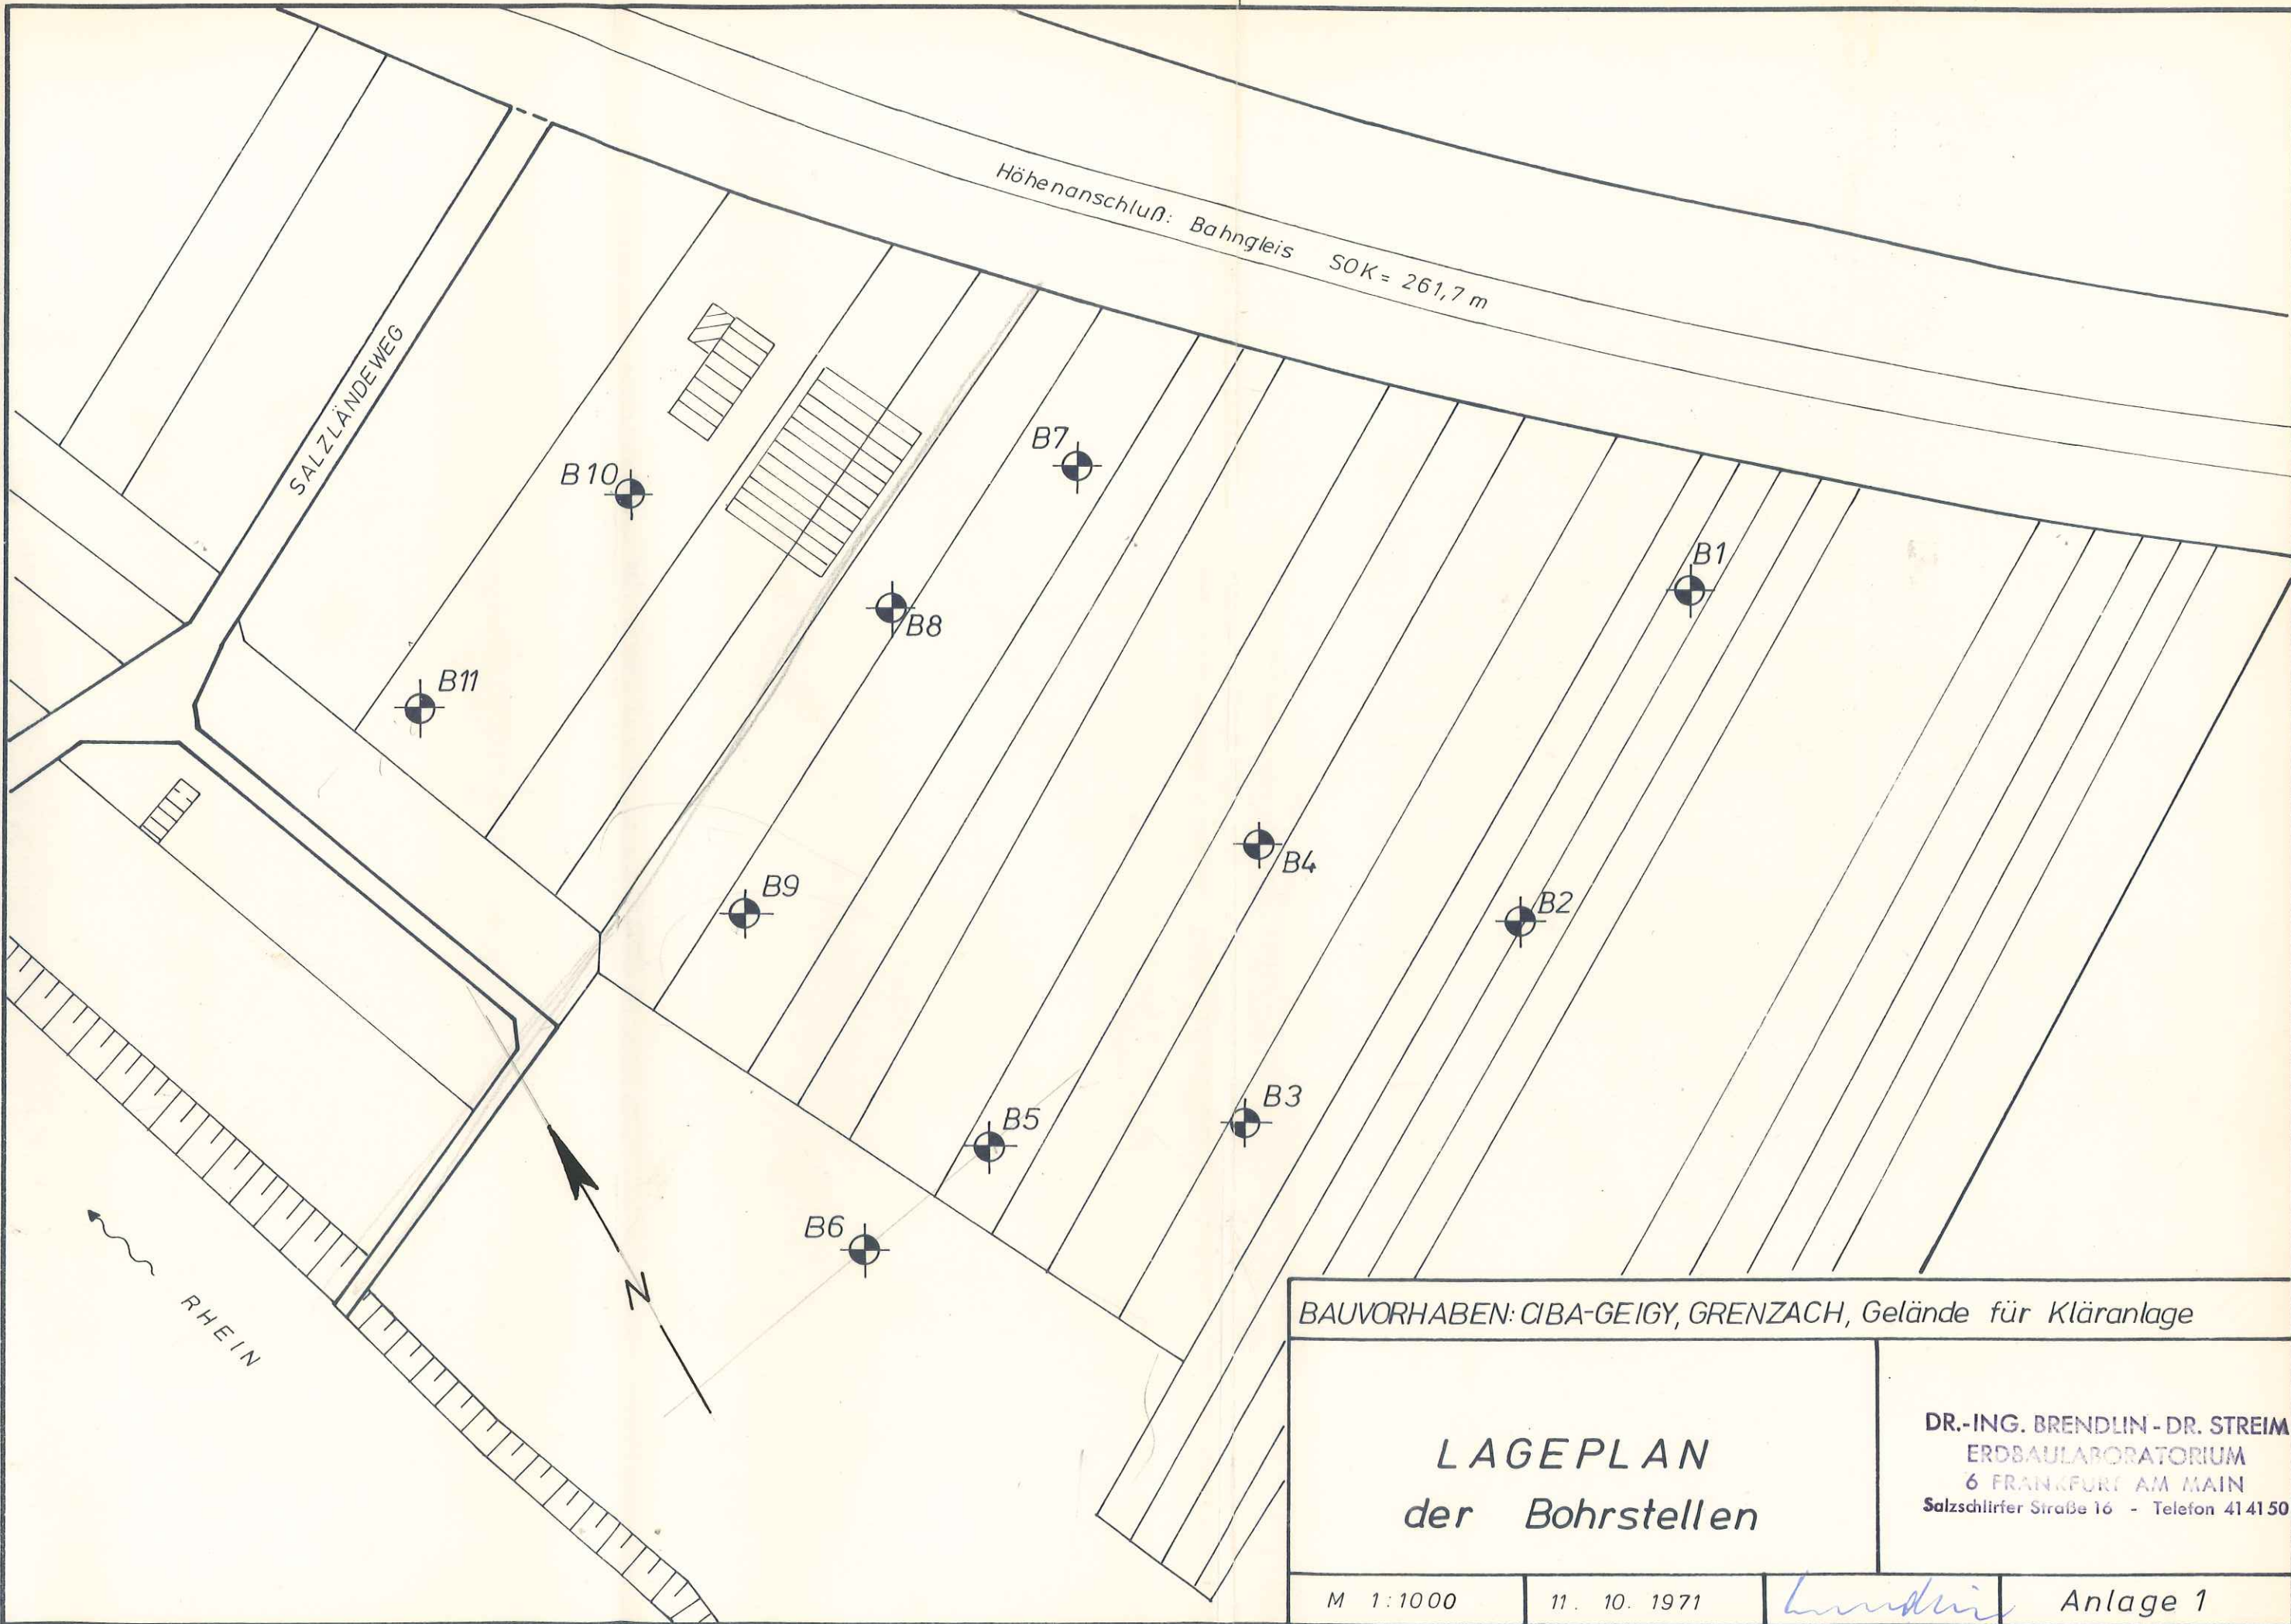 Höhenanschluß: Bahngleis SOK = 261,7 m
SALZLÄNDEWEG
B7
B10
B1
B8
B11
B4
B9
B2
B3
B5
B6
N
RHEIN
BAUVORHABEN: CIBA-GEIGY, GRENZACH, Gelände für Kläranlage
LAGEPLAN
der Bohrstellen
DR.-ING. BRENDLIN - DR. STREIM
ERDBAULABORATORIUM
6 FRANKFURT AM MAIN
Salzschlirfer Straße 16 - Telefon 414150
M 1:1000
11. 10. 1971
Anlage 1